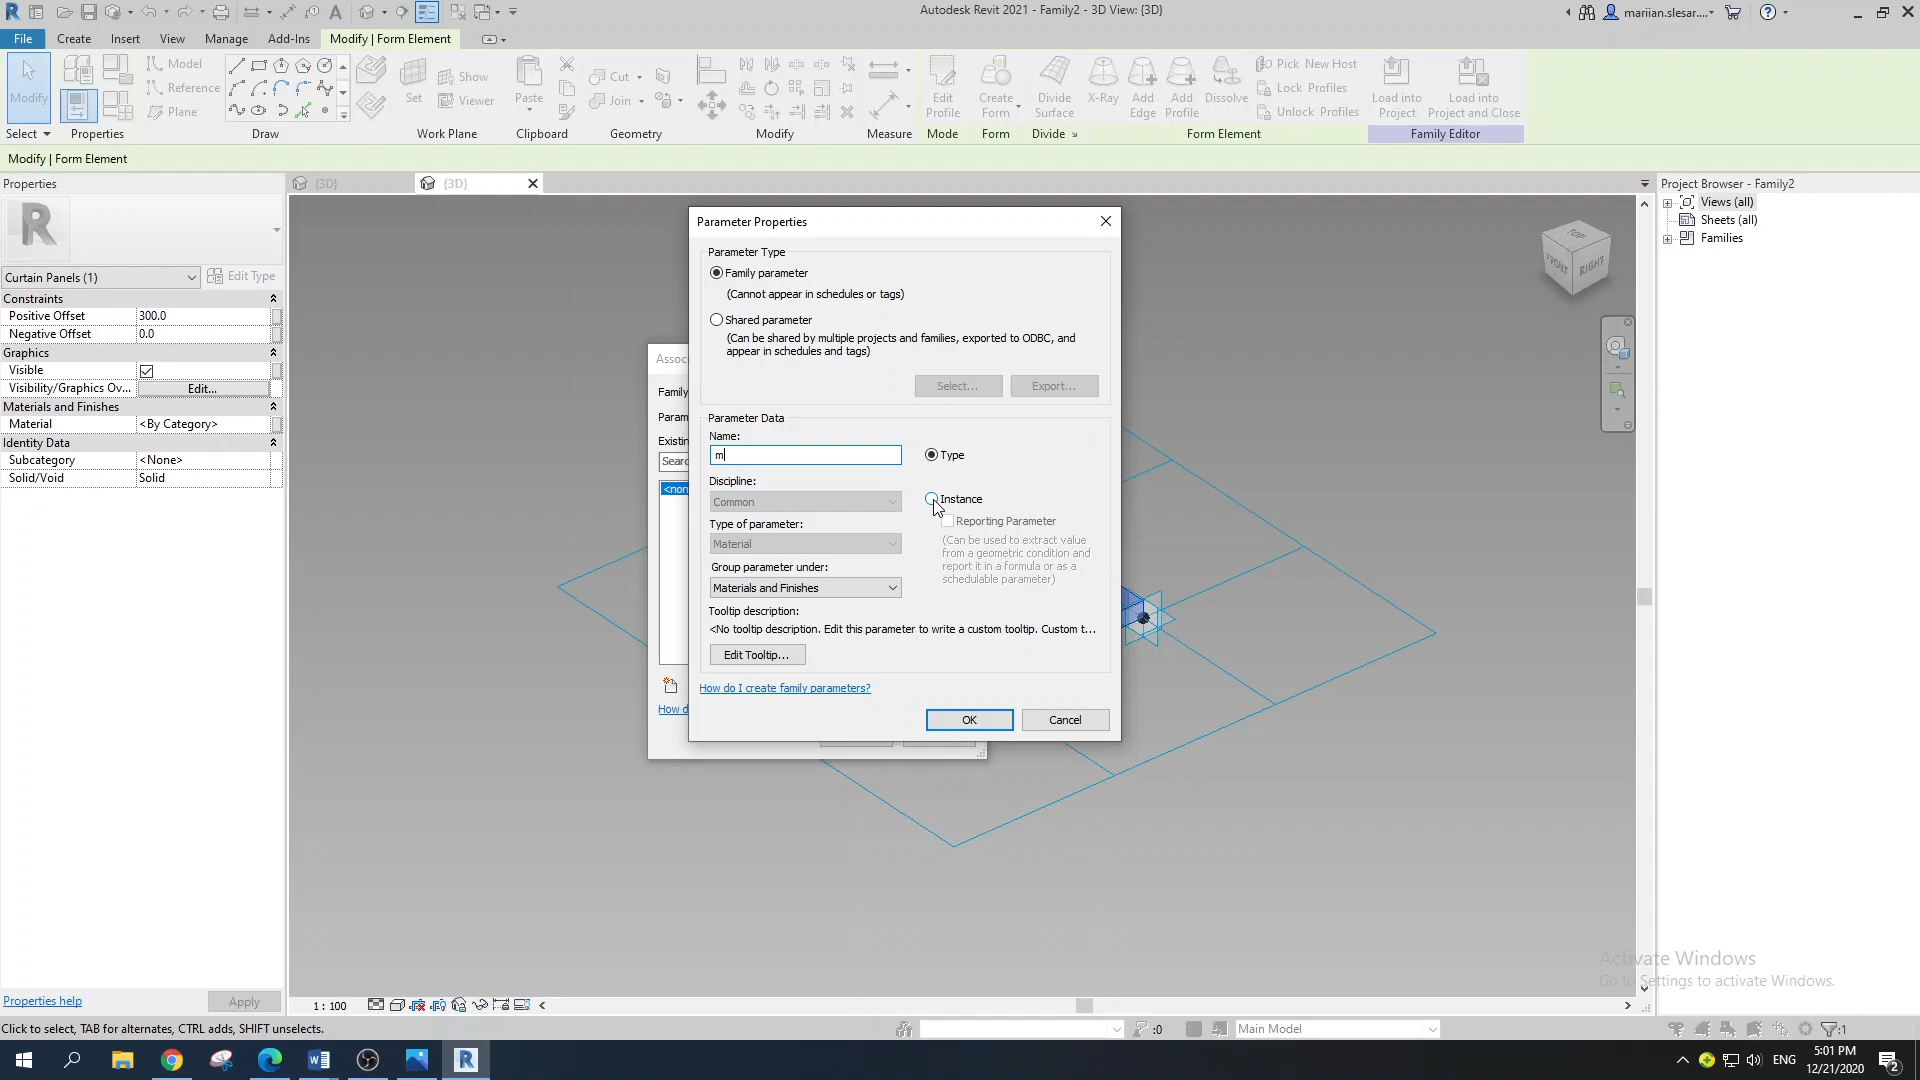 Autodesk Revit 2021 - Family2 - 3D View: {3D}
mariian.slesar....
File
Create
Insert
View
Manage
Add-Ins
Modify | Form Element
Modify
Model
Reference
Plane
Set
Show
Viewer
Paste
Cut
Join
Edit Profile
Create Form
Divide Surface
X-Ray
Add Edge
Add Profile
Dissolve
Pick New Host
Lock Profiles
Unlock Profiles
Load into Project
Load into Project and Close
Select
Properties
Draw
Work Plane
Clipboard
Geometry
Modify
Measure
Mode
Form
Divide
Form Element
Family Editor
Modify | Form Element
Properties
{3D}
{3D}
Project Browser - Family2
Views (all)
Sheets (all)
Families
R
Curtain Panels (1)
Edit Type
Constraints
Positive Offset 300.0
Negative Offset 0.0
Graphics
Visible
Visibility/Graphics Ov... Edit...
Materials and Finishes
Material <By Category>
Identity Data
Subcategory <None>
Solid/Void Solid
Properties help
Apply
Assoc
Family
Param
Existin
Searc
<non
How d
Parameter Properties
Parameter Type
Family parameter
(Cannot appear in schedules or tags)
Shared parameter
(Can be shared by multiple projects and families, exported to ODBC, and
appear in schedules and tags)
Select...
Export...
Parameter Data
Name:
m
Type
Discipline:
Common
Instance
Reporting Parameter
Type of parameter:
Material
(Can be used to extract value
from a geometric condition and
report it in a formula or as a
schedulable parameter)
Group parameter under:
Materials and Finishes
Tooltip description:
<No tooltip description. Edit this parameter to write a custom tooltip. Custom t...
Edit Tooltip...
How do I create family parameters?
OK
Cancel
TOP
FRONT
RIGHT
Activate Windows
Go to Settings to activate Windows.
1 : 100
Click to select, TAB for alternates, CTRL adds, SHIFT unselects.
:0
Main Model
:1
ENG
5:01 PM
12/21/2020
2